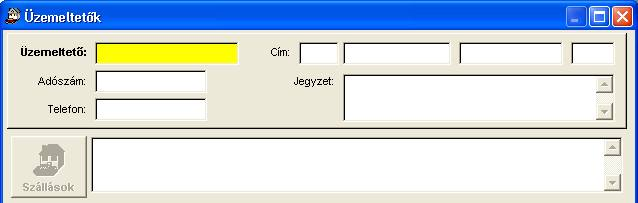 Üzemeltetők
Üzemeltető: Cím:
Adószám: Jegyzet:
Telefon:
Szállások